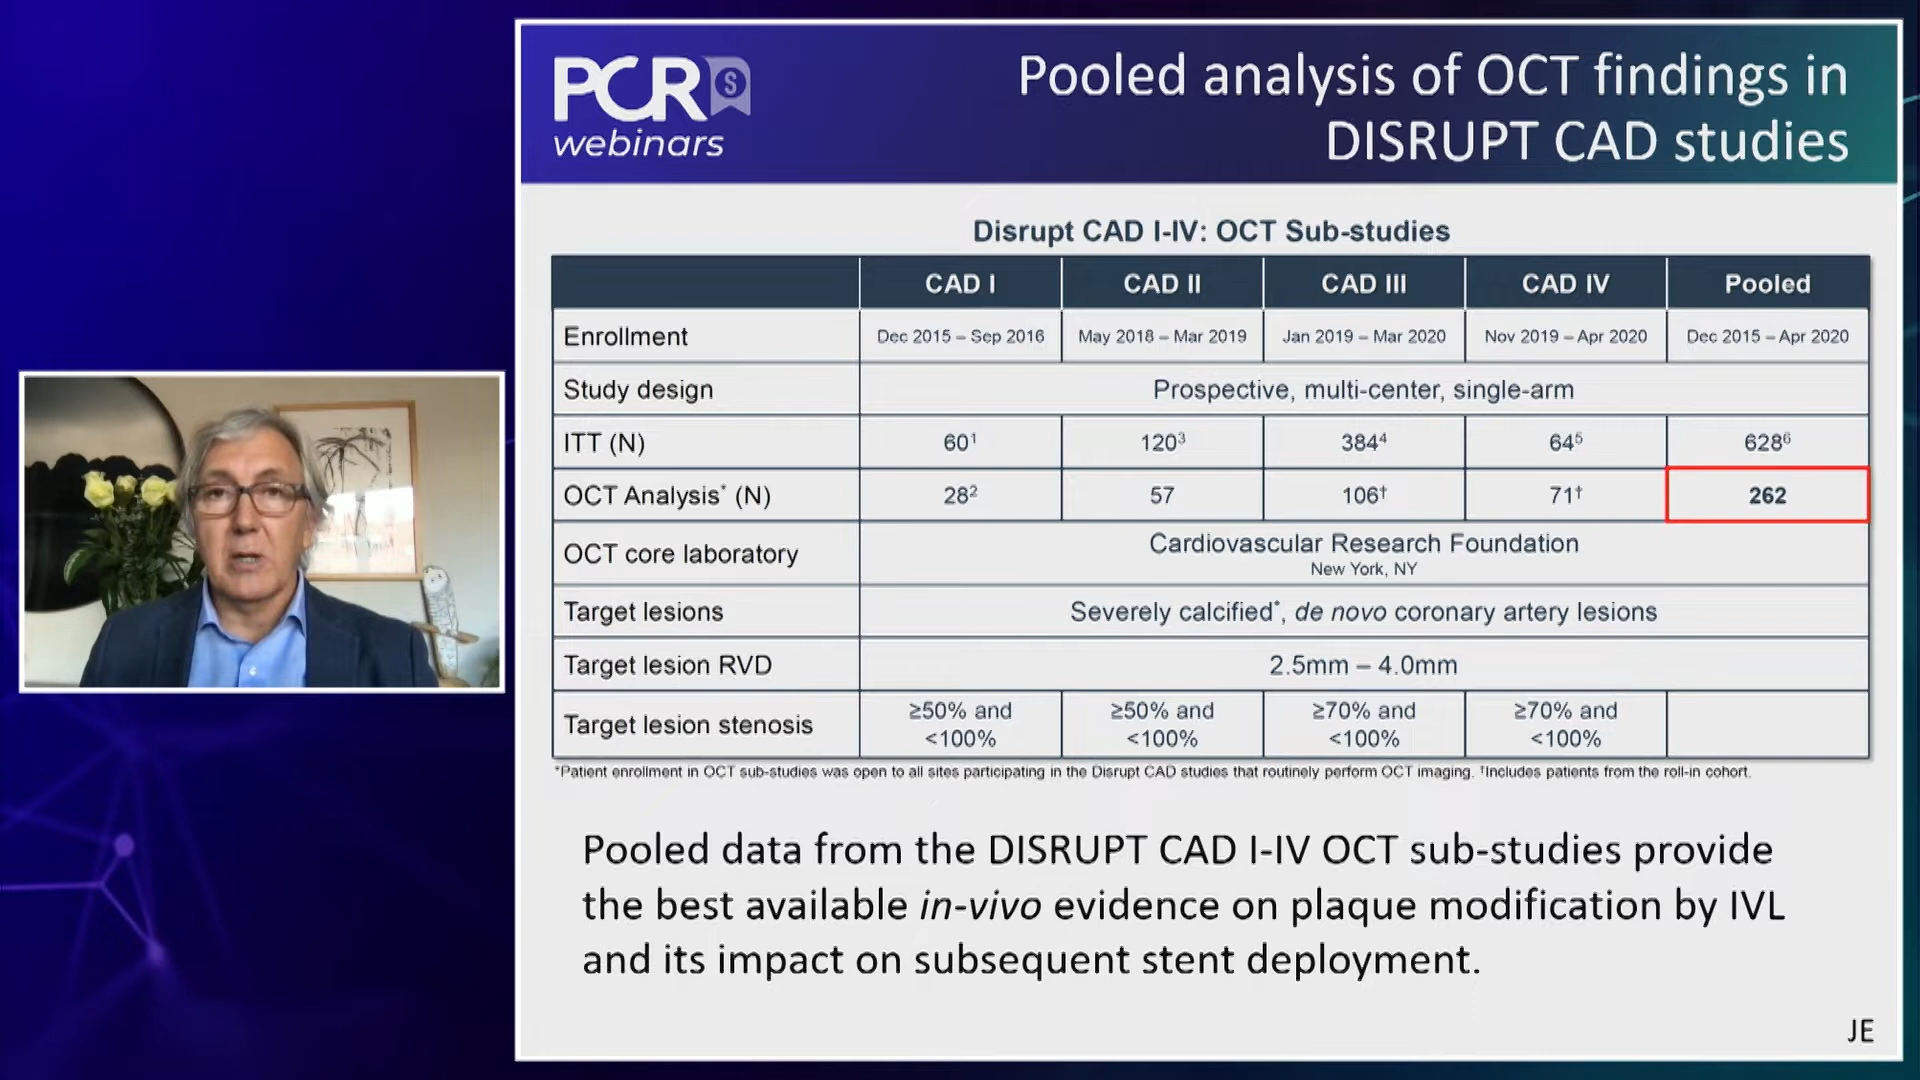 PCR
S
webinars
Pooled analysis of OCT findings in
DISRUPT CAD studies
Disrupt CAD I-IV: OCT Sub-studies
CAD I CAD II CAD III CAD IV Pooled
Enrollment Dec 2015 – Sep 2016 May 2018 – Mar 2019 Jan 2019 – Mar 2020 Nov 2019 – Apr 2020 Dec 2015 – Apr 2020
Study design Prospective, multi-center, single-arm
ITT (N) 60¹ 120³ 384⁴ 64⁵ 628⁶
OCT Analysis* (N) 28² 57 106† 71† 262
OCT core laboratory Cardiovascular Research Foundation
New York, NY
Target lesions Severely calcified*, de novo coronary artery lesions
Target lesion RVD 2.5mm – 4.0mm
Target lesion stenosis ≥50% and <100% ≥50% and <100% ≥70% and <100% ≥70% and <100%
*Patient enrollment in OCT sub-studies was open to all sites participating in the Disrupt CAD studies that routinely perform OCT imaging. †Includes patients from the roll-in cohort.
Pooled data from the DISRUPT CAD I-IV OCT sub-studies provide
the best available in-vivo evidence on plaque modification by IVL
and its impact on subsequent stent deployment.
JE